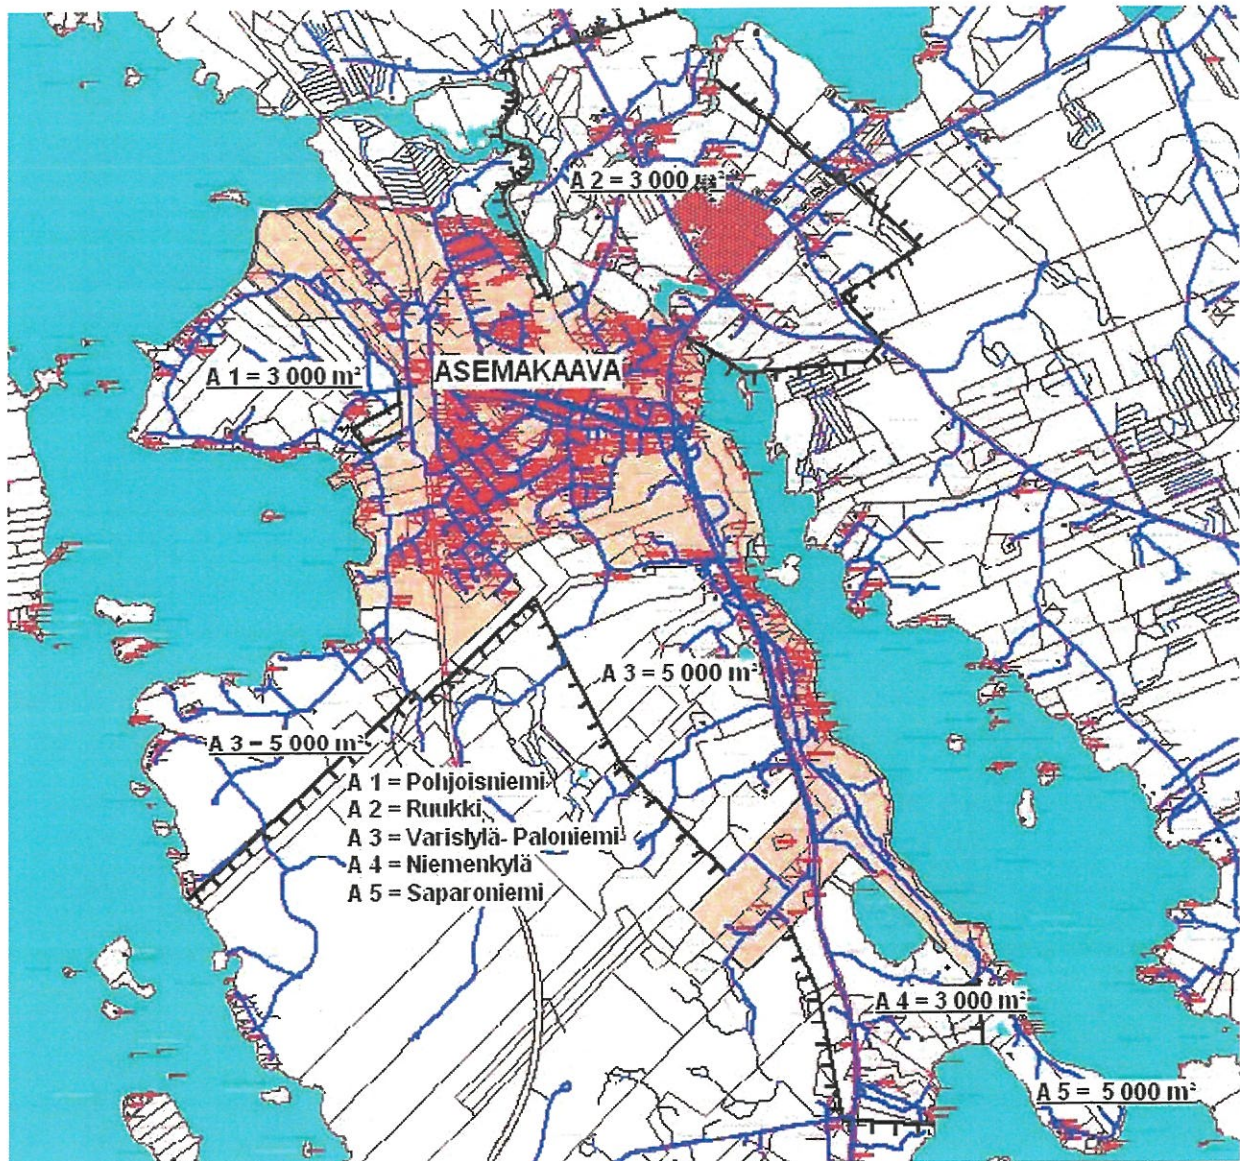 A 2 = 3 000 m²
A 1 = 3 000 m²
ASEMAKAAVA
A 3 = 5 000 m²
A 3 = 5 000 m²
A 1 = Pohjoisniemi
A 2 = Ruukki
A 3 = Varislylä- Paloniemi
A 4 = Niemenkylä
A 5 = Saparoniemi
A 4 = 3 000 m²
A 5 = 5 000 m²